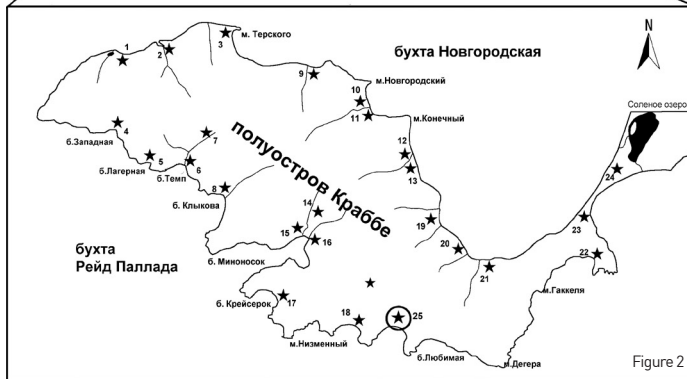 м. Терского
бухта Новгородская
N
м.Новгородский
м.Конечный
Соленое озеро
1
2
3
9
10
11
4
б.Западная
7
12
13
5
б.Лагерная
6
б.Темп
полуостров Краббе
24
8
б. Клыкова
14
19
23
15
16
20
бухта
Рейд Паллада
б. Миноносок
21
22
м.Гаккеля
б. Крейсерок
17
18
25
м.Низменный
б.Любимая
м.Дегера
Figure 2